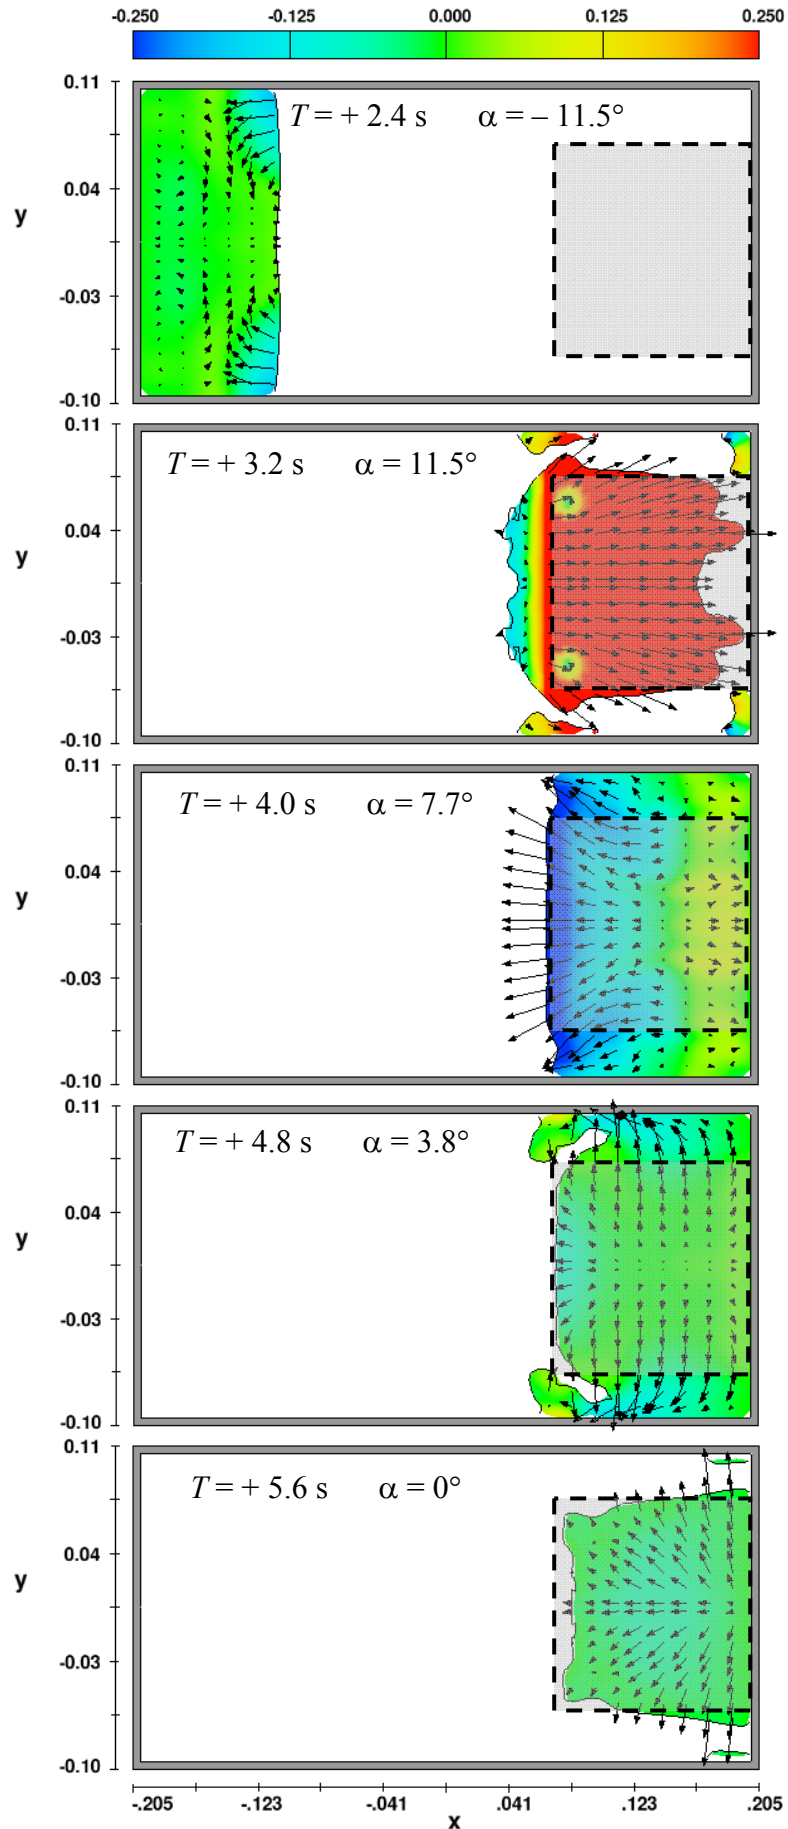 -0.250 -0.125 0.000 0.125 0.250
0.11
T = + 2.4 s α = – 11.5°
0.04
y
-0.03
-0.10
0.11
T = + 3.2 s α = 11.5°
0.04
y
-0.03
-0.10
0.11
T = + 4.0 s α = 7.7°
0.04
y
-0.03
-0.10
0.11
T = + 4.8 s α = 3.8°
0.04
y
-0.03
-0.10
0.11
T = + 5.6 s α = 0°
0.04
y
-0.03
-0.10
-.205 -.123 -.041 .041 .123 .205
x